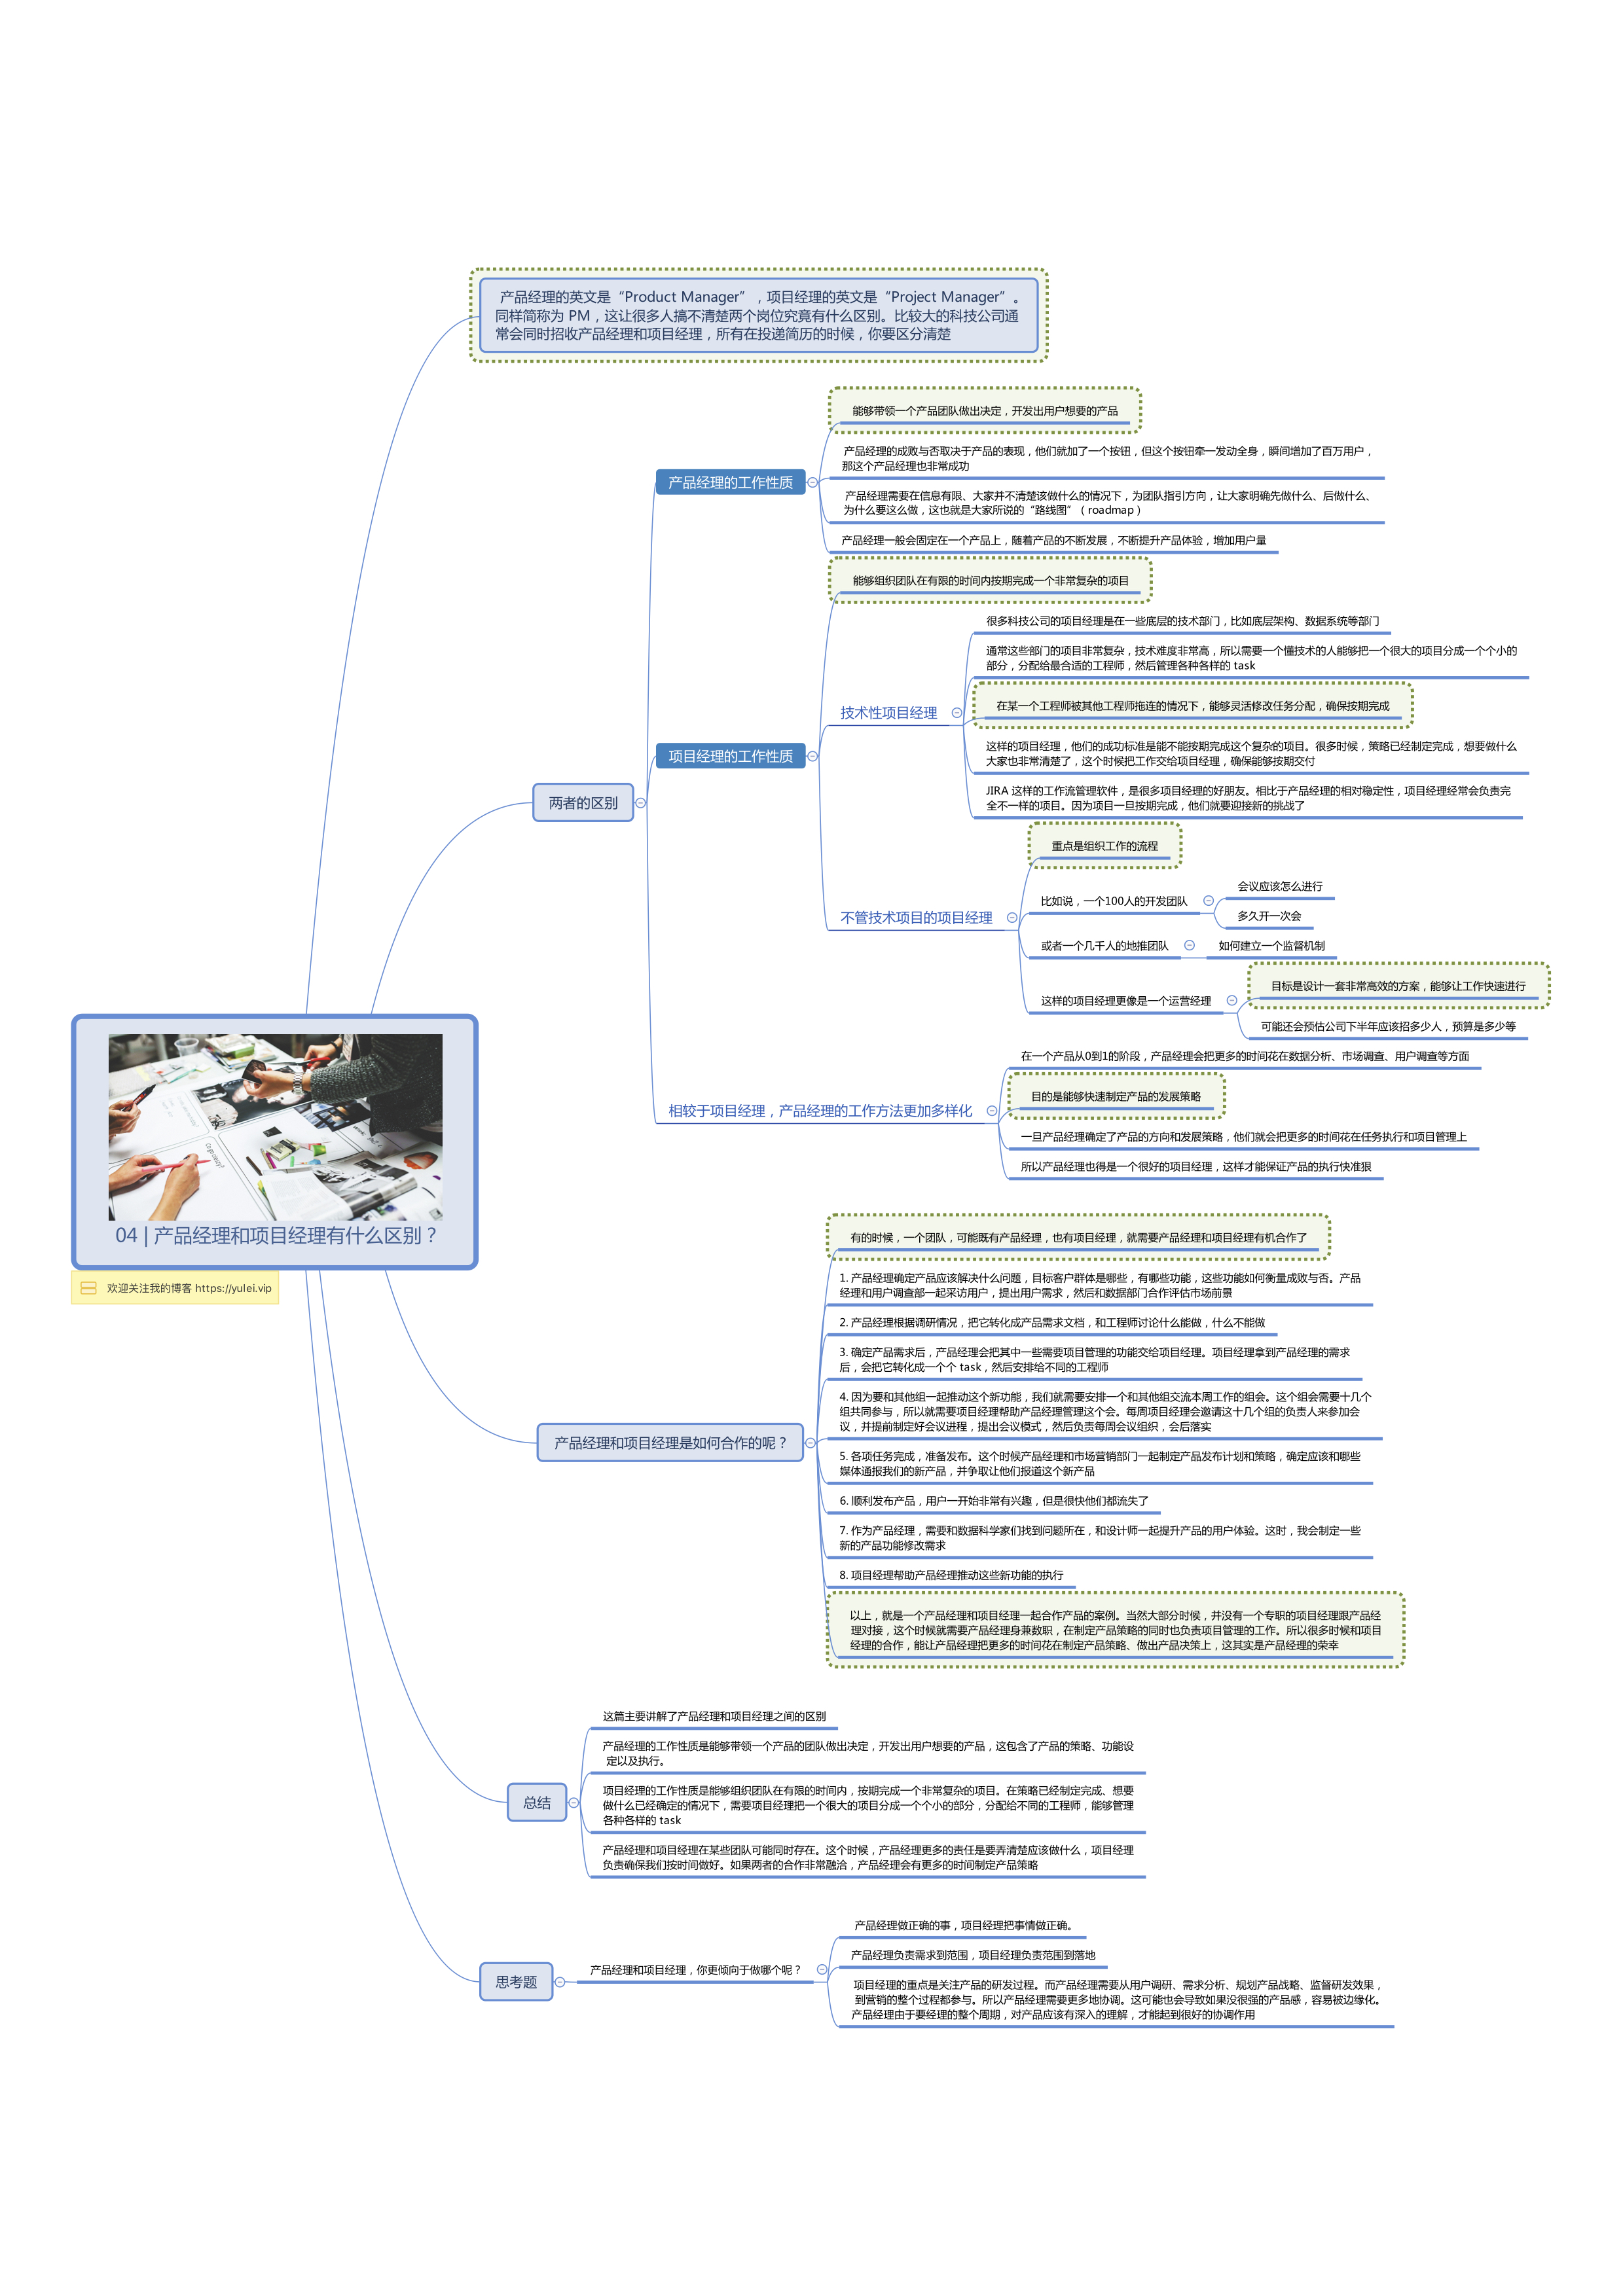 产品经理的英文是“Product Manager”，项目经理的英文是“Project Manager”。
同样简称为 PM，这让很多人搞不清楚两个岗位究竟有什么区别。比较大的科技公司通
常会同时招收产品经理和项目经理，所有在投递简历的时候，你要区分清楚
能够带领一个产品团队做出决定，开发出用户想要的产品
产品经理的成败与否取决于产品的表现，他们就加了一个按钮，但这个按钮牵一发动全身，瞬间增加了百万用户，
那这个产品经理也非常成功
产品经理的工作性质
产品经理需要在信息有限、大家并不清楚该做什么的情况下，为团队指引方向，让大家明确先做什么、后做什么、
为什么要这么做，这也就是大家所说的“路线图”（roadmap）
产品经理一般会固定在一个产品上，随着产品的不断发展，不断提升产品体验，增加用户量
能够组织团队在有限的时间内按期完成一个非常复杂的项目
很多科技公司的项目经理是在一些底层的技术部门，比如底层架构、数据系统等部门
通常这些部门的项目非常复杂，技术难度非常高，所以需要一个懂技术的人能够把一个很大的项目分成一个个小的
部分，分配给最合适的工程师，然后管理各种各样的 task
技术性项目经理
在某一个工程师被其他工程师拖连的情况下，能够灵活修改任务分配，确保按期完成
项目经理的工作性质
这样的项目经理，他们的成功标准是能不能按期完成这个复杂的项目。很多时候，策略已经制定完成，想要做什么
大家也非常清楚了，这个时候把工作交给项目经理，确保能够按期交付
JIRA 这样的工作流管理软件，是很多项目经理的好朋友。相比于产品经理的相对稳定性，项目经理经常会负责完
全不一样的项目。因为项目一旦按期完成，他们就要迎接新的挑战了
两者的区别
重点是组织工作的流程
不管技术项目的项目经理
比如说，一个100人的开发团队
会议应该怎么进行
多久开一次会
或者一个几千人的地推团队
如何建立一个监督机制
这样的项目经理更像是一个运营经理
目标是设计一套非常高效的方案，能够让工作快速进行
可能还会预估公司下半年应该招多少人，预算是多少等
相较于项目经理，产品经理的工作方法更加多样化
在一个产品从0到1的阶段，产品经理会把更多的时间花在数据分析、市场调查、用户调查等方面
目的是能够快速制定产品的发展策略
一旦产品经理确定了产品的方向和发展策略，他们就会把更多的时间花在任务执行和项目管理上
所以产品经理也得是一个很好的项目经理，这样才能保证产品的执行快准狠
04 | 产品经理和项目经理有什么区别？
欢迎关注我的博客 https://yulei.vip
有的时候，一个团队，可能既有产品经理，也有项目经理，就需要产品经理和项目经理有机合作了
1. 产品经理确定产品应该解决什么问题，目标客户群体是哪些，有哪些功能，这些功能如何衡量成败与否。产品
经理和用户调查部一起采访用户，提出用户需求，然后和数据部门合作评估市场前景
2. 产品经理根据调研情况，把它转化成产品需求文档，和工程师讨论什么能做，什么不能做
3. 确定产品需求后，产品经理会把其中一些需要项目管理的功能交给项目经理。项目经理拿到产品经理的需求
后，会把它转化成一个个 task，然后安排给不同的工程师
4. 因为要和其他组一起推动这个新功能，我们就需要安排一个和其他组交流本周工作的组会。这个组会需要十几个
组共同参与，所以就需要项目经理帮助产品经理管理这个会。每周项目经理会邀请这十几个组的负责人来参加会
议，并提前制定好会议进程，提出会议模式，然后负责每周会议组织，会后落实
产品经理和项目经理是如何合作的呢？
5. 各项任务完成，准备发布。这个时候产品经理和市场营销部门一起制定产品发布计划和策略，确定应该和哪些
媒体通报我们的新产品，并争取让他们报道这个新产品
6. 顺利发布产品，用户一开始非常有兴趣，但是很快他们都流失了
7. 作为产品经理，需要和数据科学家们找到问题所在，和设计师一起提升产品的用户体验。这时，我会制定一些
新的产品功能修改需求
8. 项目经理帮助产品经理推动这些新功能的执行
以上，就是一个产品经理和项目经理一起合作产品的案例。当然大部分时候，并没有一个专职的项目经理跟产品经
理对接，这个时候就需要产品经理身兼数职，在制定产品策略的同时也负责项目管理的工作。所以很多时候和项目
经理的合作，能让产品经理把更多的时间花在制定产品策略、做出产品决策上，这其实是产品经理的荣幸
这篇主要讲解了产品经理和项目经理之间的区别
产品经理的工作性质是能够带领一个产品的团队做出决定，开发出用户想要的产品，这包含了产品的策略、功能设
定以及执行。
总结
项目经理的工作性质是能够组织团队在有限的时间内，按期完成一个非常复杂的项目。在策略已经制定完成、想要
做什么已经确定的情况下，需要项目经理把一个很大的项目分成一个个小的部分，分配给不同的工程师，能够管理
各种各样的 task
产品经理和项目经理在某些团队可能同时存在。这个时候，产品经理更多的责任是要弄清楚应该做什么，项目经理
负责确保我们按时间做好。如果两者的合作非常融洽，产品经理会有更多的时间制定产品策略
思考题
产品经理和项目经理，你更倾向于做哪个呢？
产品经理做正确的事，项目经理把事情做正确。
产品经理负责需求到范围，项目经理负责范围到落地
项目经理的重点是关注产品的研发过程。而产品经理需要从用户调研、需求分析、规划产品战略、监督研发效果，
到营销的整个过程都参与。所以产品经理需要更多地协调。这可能也会导致如果没很强的产品感，容易被边缘化。
产品经理由于要经理的整个周期，对产品应该有深入的理解，才能起到很好的协调作用